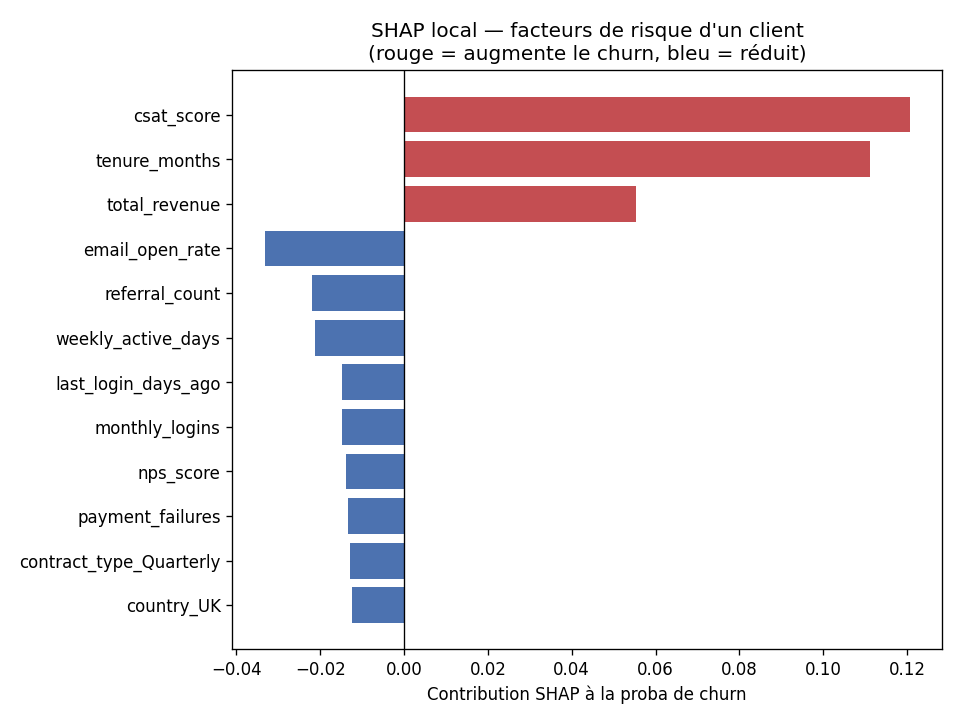 SHAP local — facteurs de risque d'un client
(rouge = augmente le churn, bleu = réduit)
csat_score
tenure_months
total_revenue
email_open_rate
referral_count
weekly_active_days
last_login_days_ago
monthly_logins
nps_score
payment_failures
contract_type_Quarterly
country_UK
−0.04 −0.02 0.00 0.02 0.04 0.06 0.08 0.10 0.12
Contribution SHAP à la proba de churn